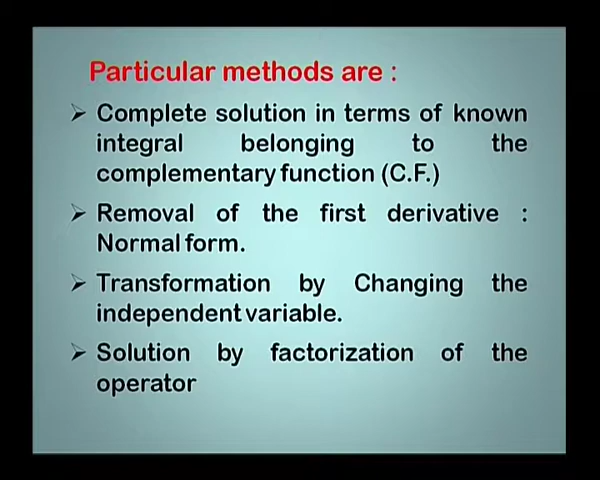 Particular methods are :
➢ Complete solution in terms of known
integral belonging to the
complementary function (C.F.)
➢ Removal of the first derivative :
Normal form.
➢ Transformation by Changing the
independent variable.
➢ Solution by factorization of the
operator